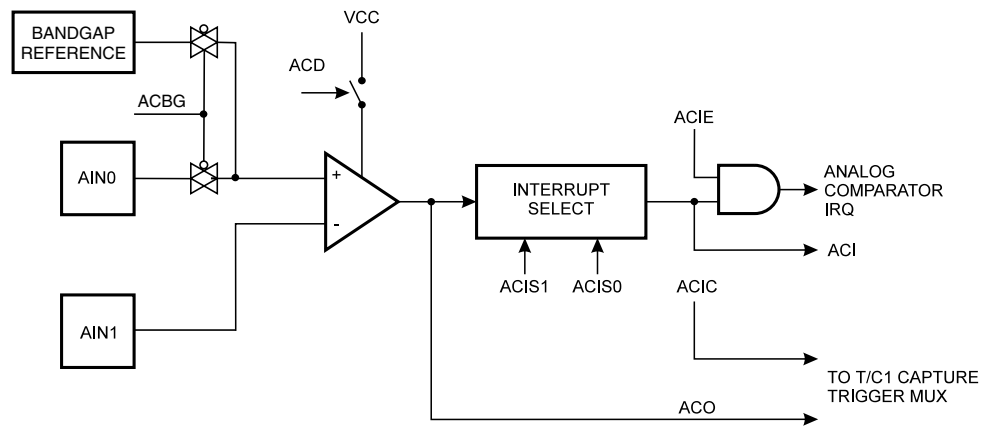 BANDGAP
REFERENCE
VCC
ACD
ACBG
ACIE
AIN0
+
-
INTERRUPT
SELECT
ANALOG
COMPARATOR
IRQ
ACI
ACIS1
ACIS0
ACIC
AIN1
TO T/C1 CAPTURE
TRIGGER MUX
ACO